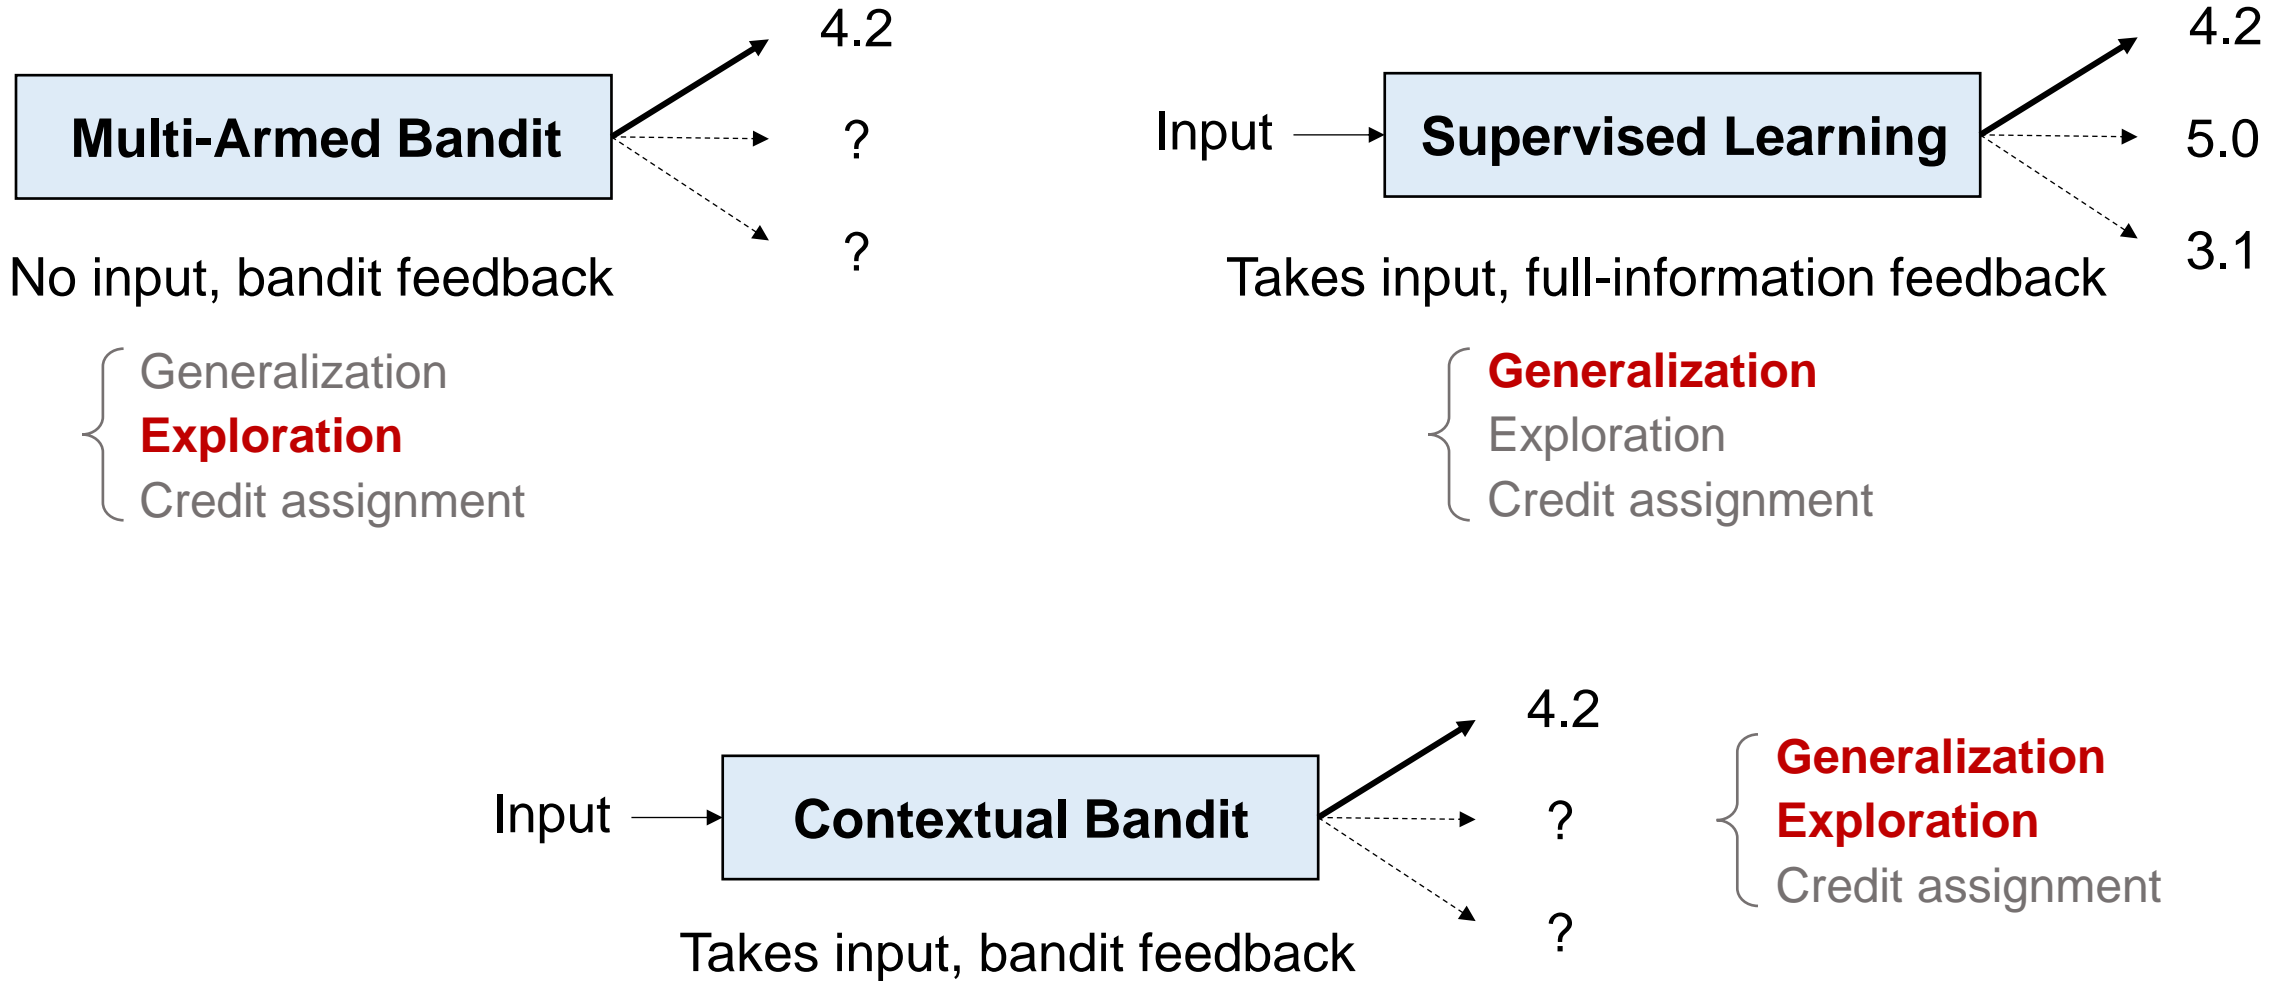 4.2
Multi-Armed Bandit
?
?
No input, bandit feedback
Generalization
Exploration
Credit assignment
4.2
Input
Supervised Learning
5.0
3.1
Takes input, full-information feedback
Generalization
Exploration
Credit assignment
4.2
Input
Contextual Bandit
?
?
Takes input, bandit feedback
Generalization
Exploration
Credit assignment